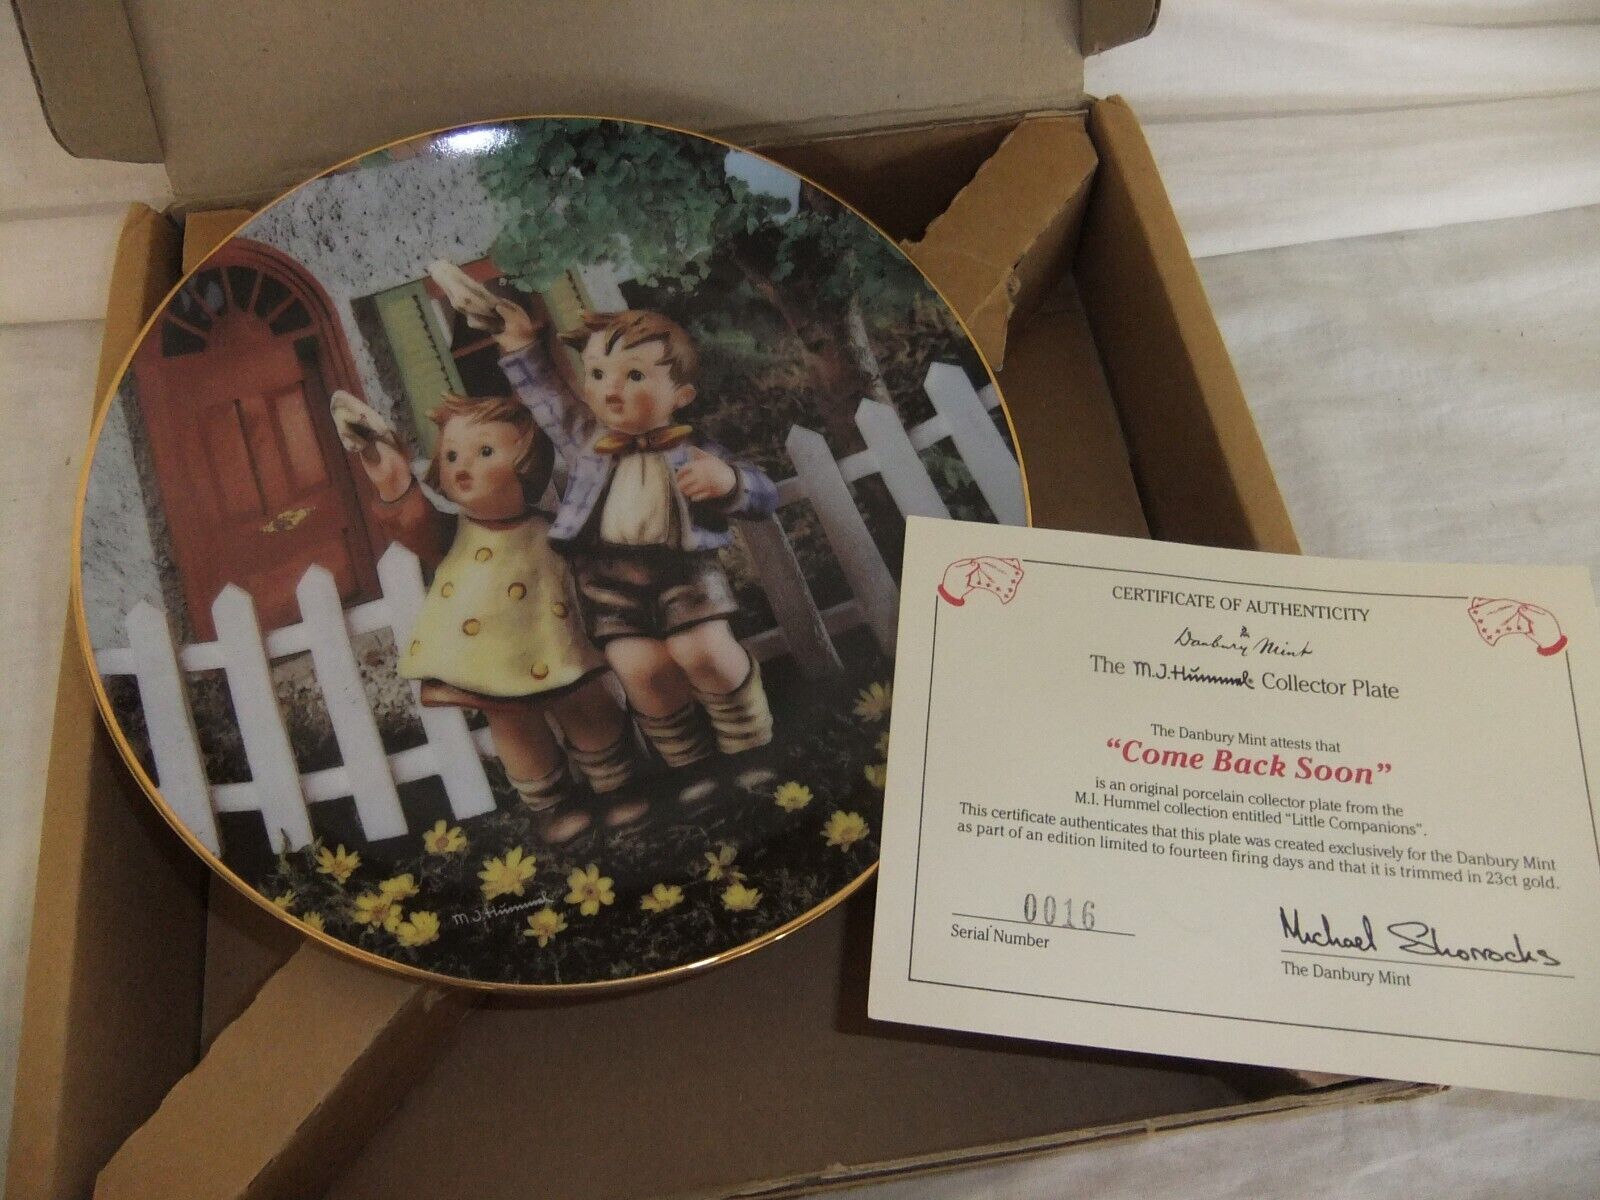 M.J.Hümmel
CERTIFICATE OF AUTHENTICITY
The
Danbury Mint
The M.J.Hümmel® Collector Plate
The Danbury Mint attests that
“Come Back Soon”
is an original porcelain collector plate from the
M.I. Hummel collection entitled “Little Companions”.
This certificate authenticates that this plate was created exclusively for the Danbury Mint
as part of an edition limited to fourteen firing days and that it is trimmed in 23ct gold.
0016
Serial Number
Michael Shorrocks
The Danbury Mint